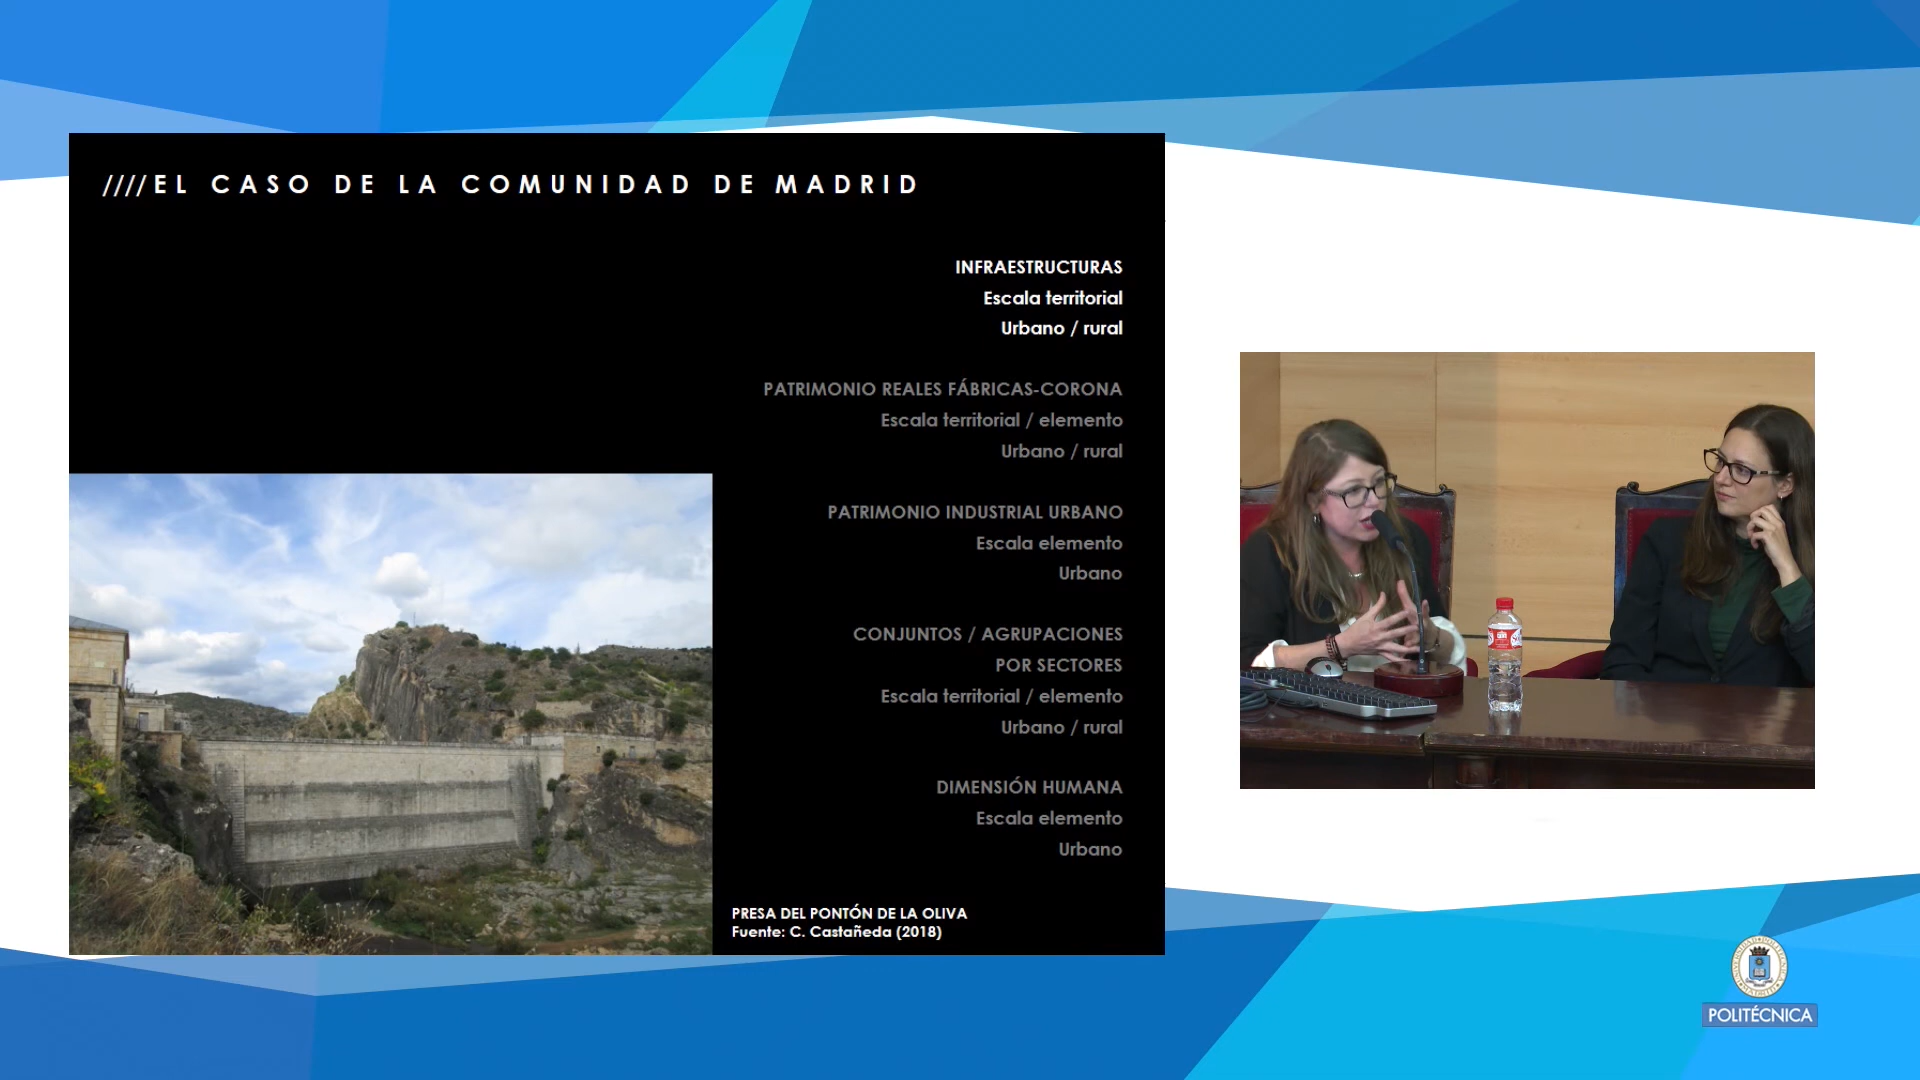 ////EL CASO DE LA COMUNIDAD DE MADRID
INFRAESTRUCTURAS
Escala territorial
Urbano / rural
PATRIMONIO REALES FÁBRICAS-CORONA
Escala territorial / elemento
Urbano / rural
PATRIMONIO INDUSTRIAL URBANO
Escala elemento
Urbano
CONJUNTOS / AGRUPACIONES
POR SECTORES
Escala territorial / elemento
Urbano / rural
DIMENSIÓN HUMANA
Escala elemento
Urbano
PRESA DEL PONTÓN DE LA OLIVA
Fuente: C. Castañeda (2018)
POLITÉCNICA